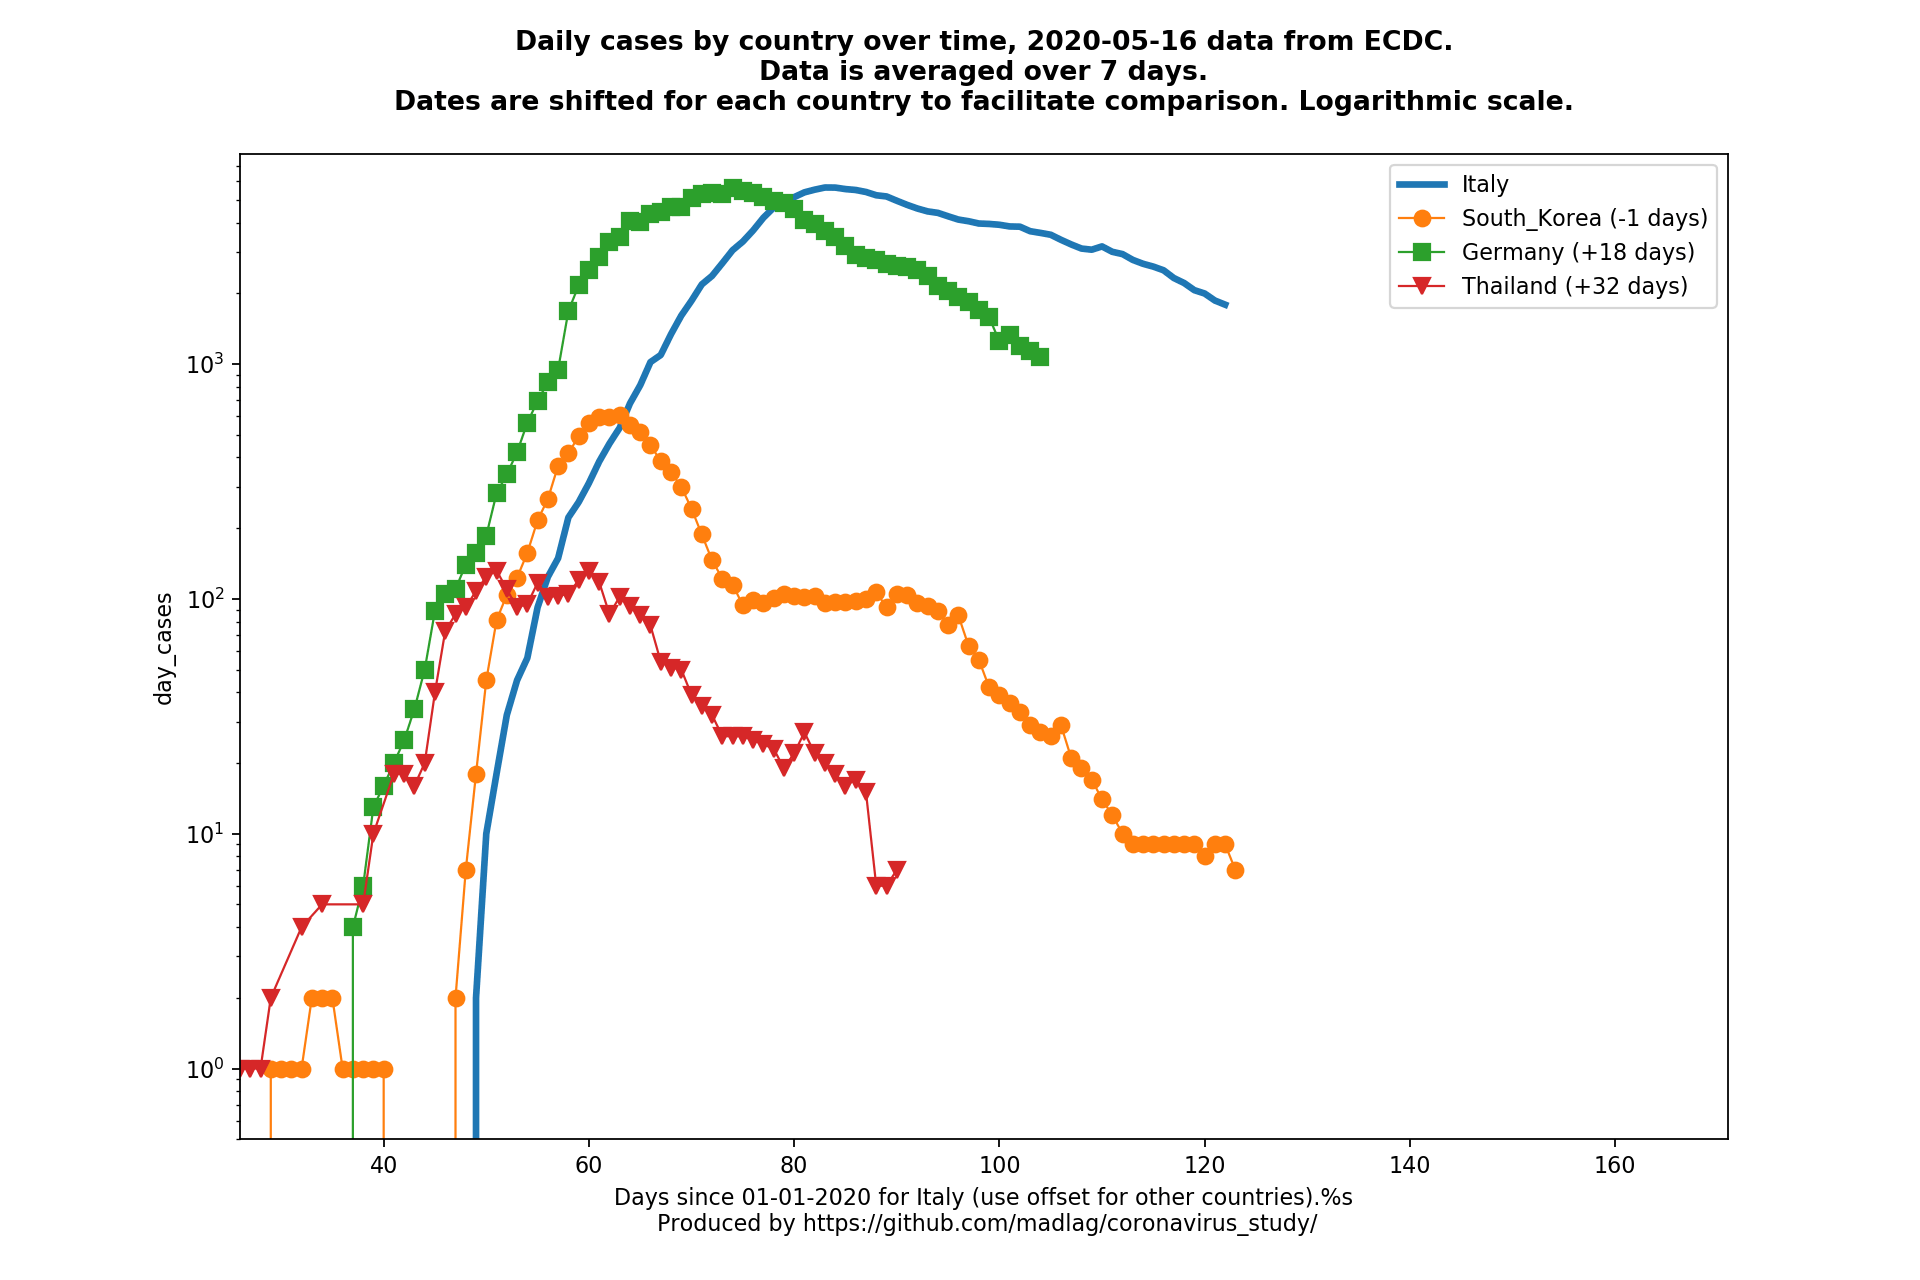 Daily cases by country over time, 2020-05-16 data from ECDC.
Data is averaged over 7 days.
Dates are shifted for each country to facilitate comparison. Logarithmic scale.
Italy
South_Korea (-1 days)
Germany (+18 days)
Thailand (+32 days)
day_cases
10³
10²
10¹
10⁰
40 60 80 100 120 140 160
Days since 01-01-2020 for Italy (use offset for other countries).%s
Produced by https://github.com/madlag/coronavirus_study/